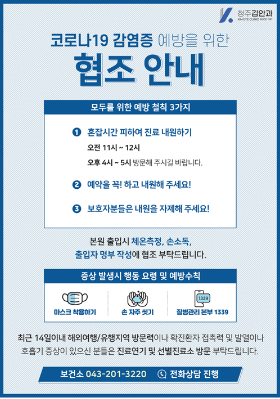 청주김안과
코로나19 감염증 예방을 위한
협조 안내
모두를 위한 예방 철칙 3가지
1 혼잡시간 피하여 진료 내원하기
오전 11시 ~ 12시
오후 4시 ~ 5시 방문해 주시길 바랍니다.
2 예약을 꼭! 하고 내원해 주세요!
3 보호자분들은 내원을 자제해 주세요!
본원 출입시 체온측정, 손소독,
출입자 명부 작성에 협조 부탁드립니다.
증상 발생시 행동 요령 및 예방수칙
1339
마스크 착용하기
손 자주 씻기
질병관리 본부 1339
최근 14일이내 해외여행/유행지역 방문력이나 확진환자 접촉력 및 발열이나
호흡기 증상이 있으신 분들은 진료연기 및 선별진료소 방문 부탁드립니다.
보건소 043-201-3220
전화상담 진행